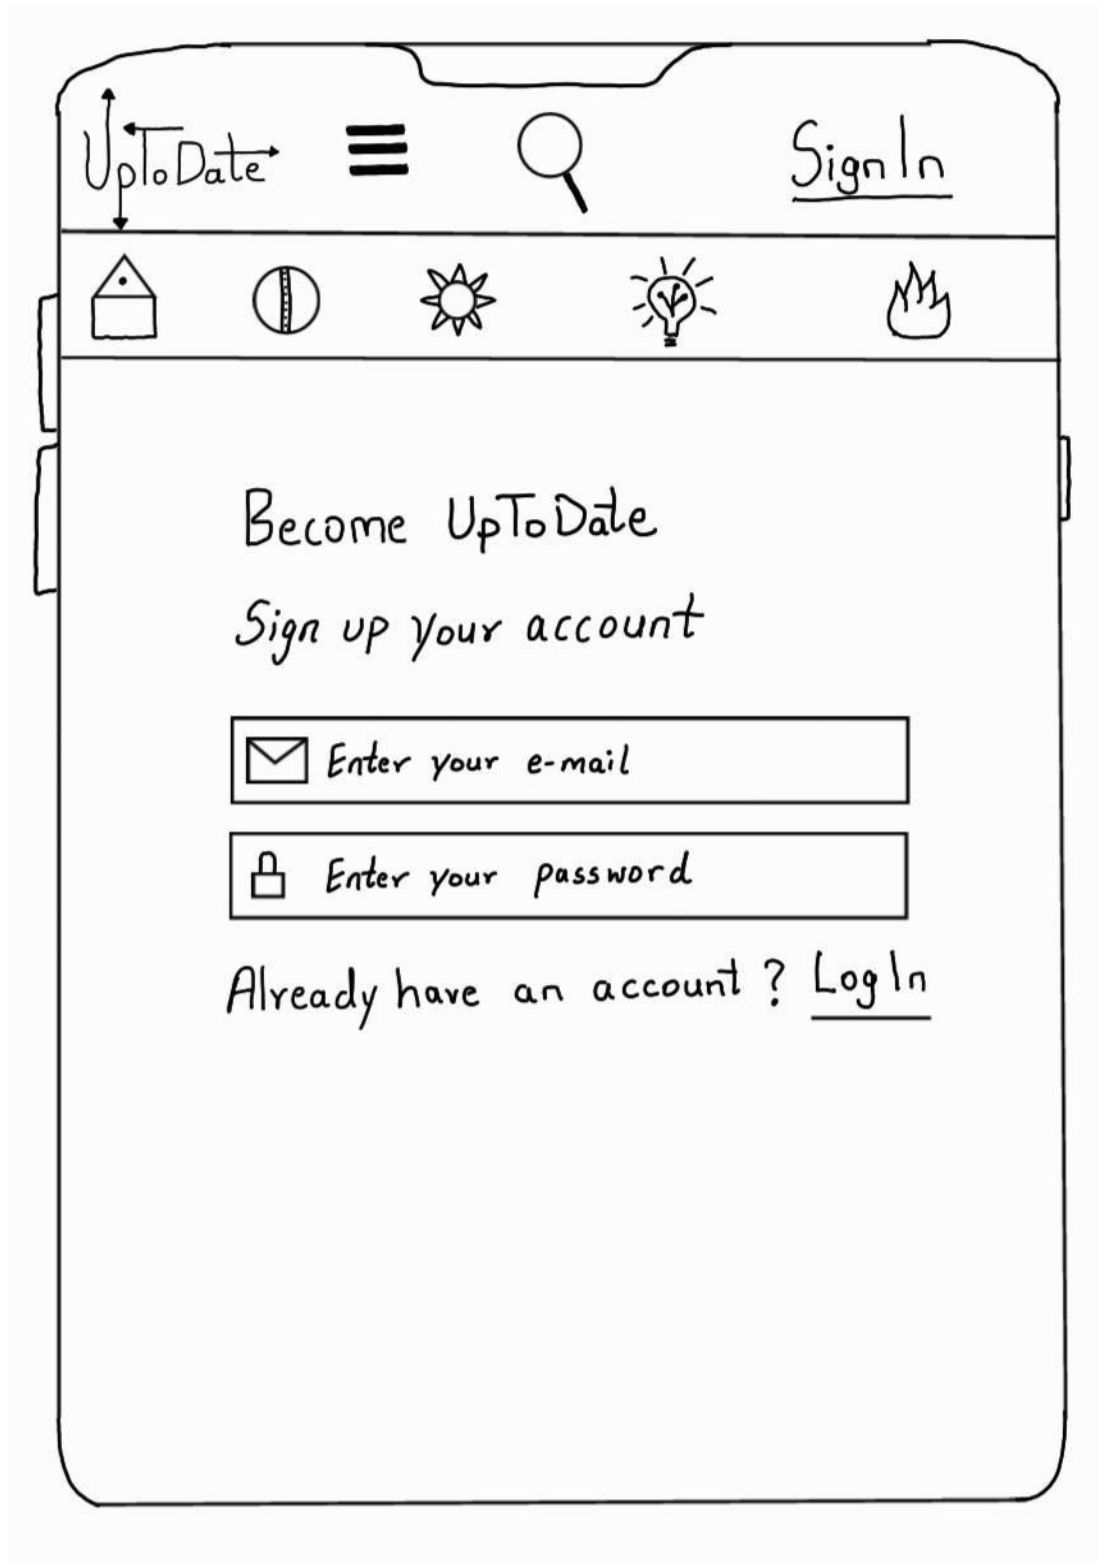 UpToDate
SignIn
Become UpToDate
Sign up your account
Enter your e-mail
Enter your password
Already have an account ? LogIn